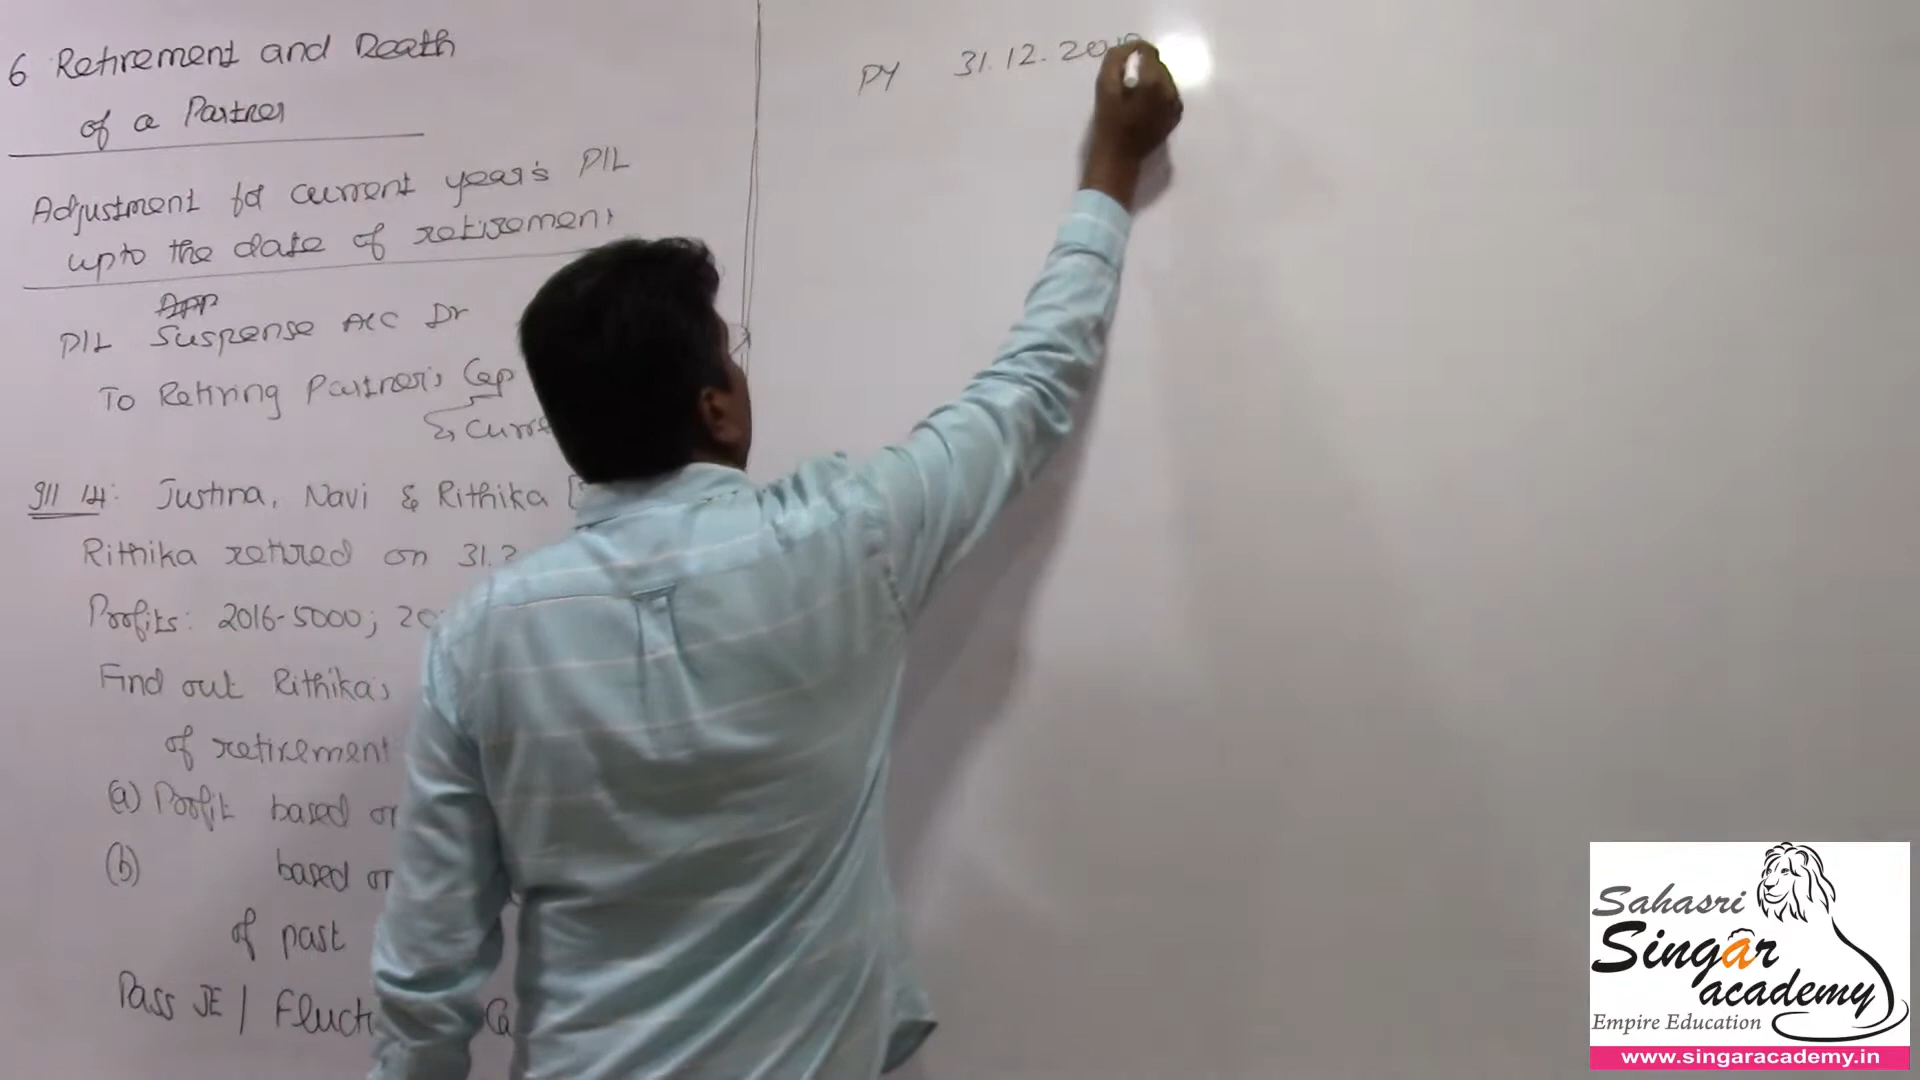 6 Retirement and Death
of a Partner
Adjustment for current year's P/L
upto the date of retirement
App
P/L Suspense A/C Dr
To Retiring Partner's Cap
& Curre
Ill 14: Justina, Navi & Rithika [
Rithika retired on 31.3
Profits: 2016-5000; 20
Find out Rithika's
of retirement
(a) Profit based on
(b) based on
of past
Pass JE / Fluct Ca
PY 31.12.201
Sahasri
Singar
academy
Empire Education
www.singaracademy.in